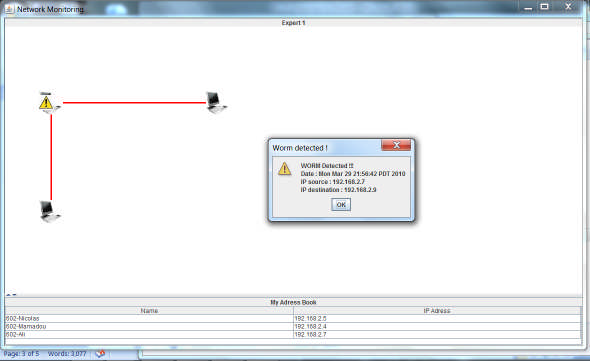 Network Monitoring
Expert 1
Worm detected !
WORM Detected !!!
Date : Mon Mar 29 21:56:42 PDT 2010
IP source : 192.168.2.7
IP destination : 192.168.2.9
OK
My Adress Book
Name IP Adress
602-Nicolas 192.168.2.5
602-Mamadou 192.168.2.4
602-Ali 192.168.2.7
Page: 3 of 5 Words: 3,077